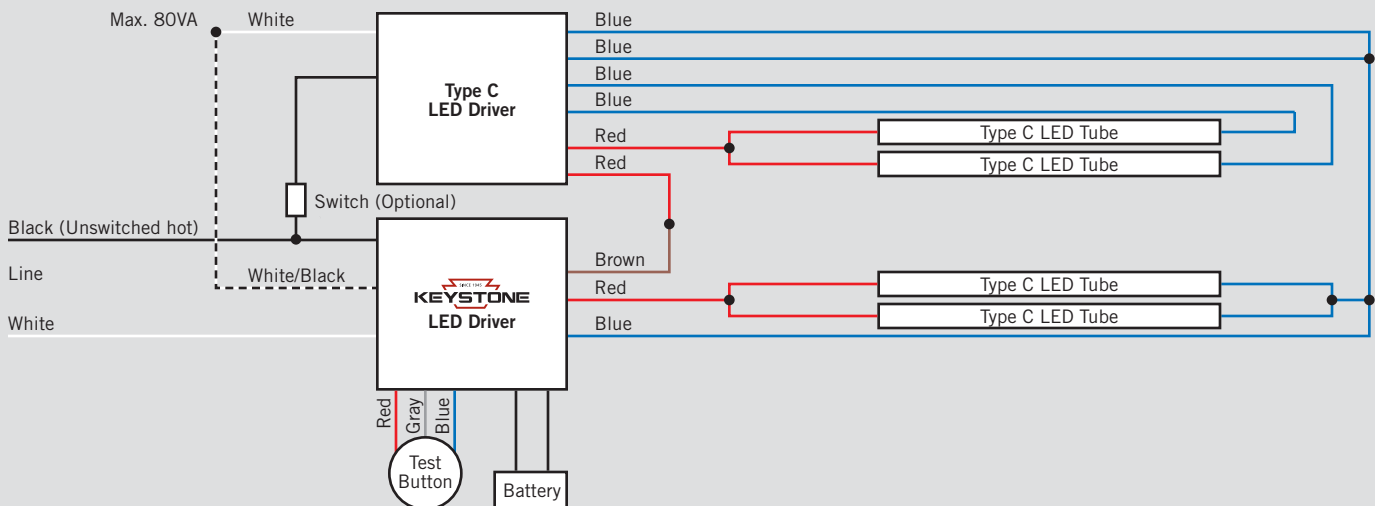 Max. 80VA
White
Blue
Blue
Blue
Blue
Red
Red
Type C
LED Driver
Type C LED Tube
Type C LED Tube
Switch (Optional)
Black (Unswitched hot)
Line
White/Black
White
SINCE 1945
KEYSTONE
LED Driver
Brown
Red
Blue
Type C LED Tube
Type C LED Tube
Red
Gray
Blue
Test
Button
Battery